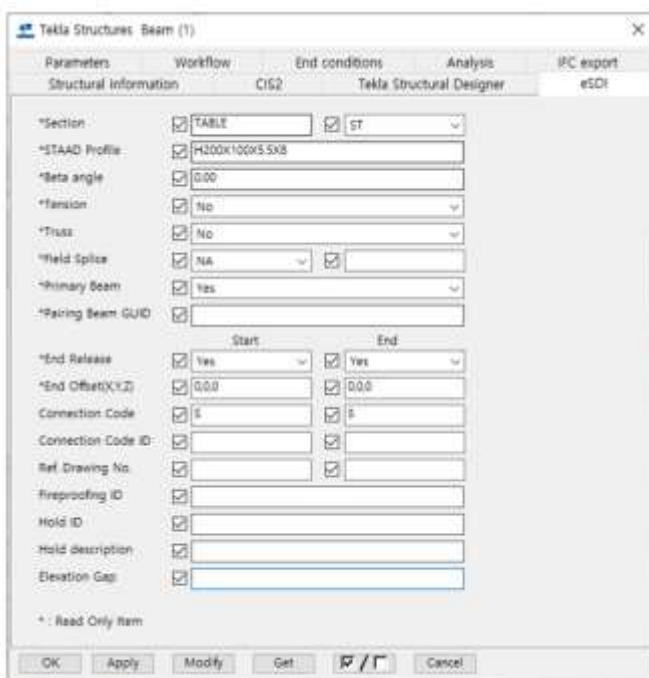 Tekla Structures Beam (1)
Parameters Workflow End conditions Analysis IFC export
Structural information CIS2 Tekla Structural Designer eSDI
*Section TABLE ST
*STAAD Profile H200X100X5.5X8
*Beta angle 0.00
*Tension No
*Truss No
*Field Splice NA
*Primary Beam Yes
*Pairing Beam GUID
Start End
*End Release Yes Yes
*End Offset(X,Y,Z) 0,0,0 0,0,0
Connection Code S S
Connection Code ID
Ref. Drawing No.
Fireproofing ID
Hold ID
Hold description
Elevation Gap
* : Read Only Item
OK Apply Modify Get / Cancel